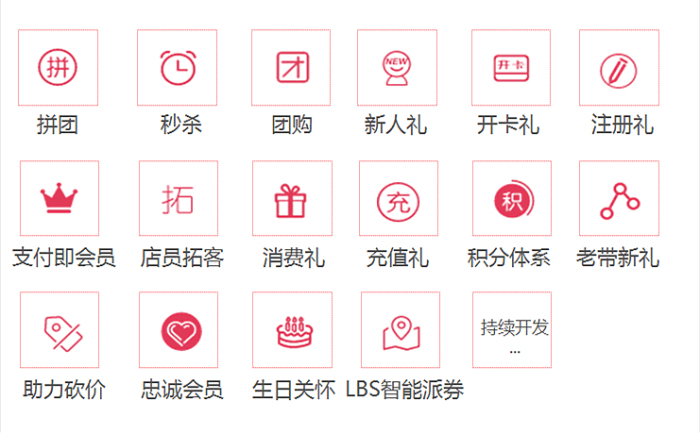 拼
才
NEW
开卡
拼团 秒杀 团购 新人礼 开卡礼 注册礼
拓
充
积
支付即会员 店员拓客 消费礼 充值礼 积分体系 老带新礼
持续开发
...
助力砍价 忠诚会员 生日关怀 LBS智能派券